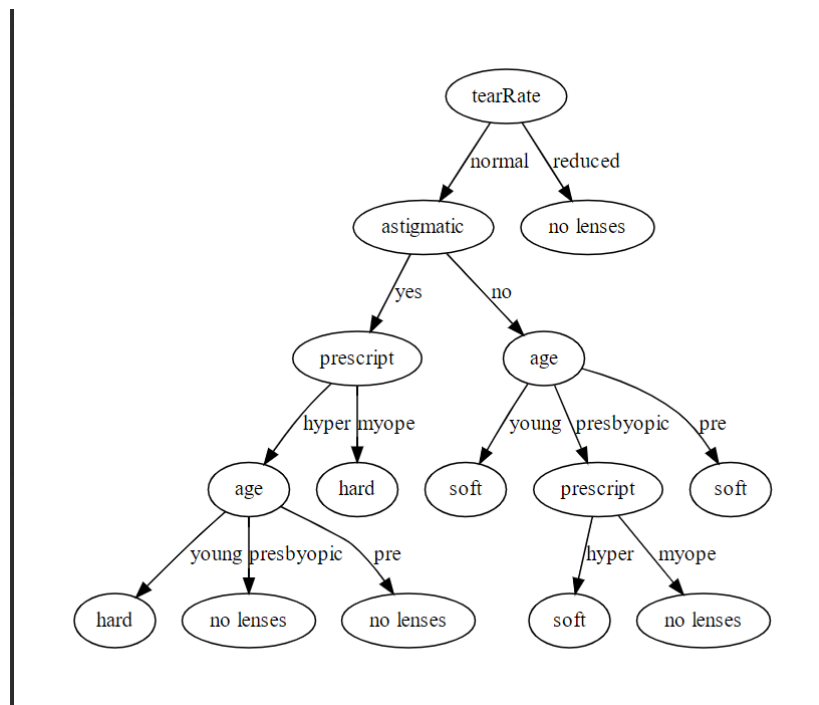 tearRate
normal
reduced
astigmatic
no lenses
yes
no
prescript
age
hyper
myope
young
presbyopic
pre
age
hard
soft
prescript
soft
young
presbyopic
pre
hyper
myope
hard
no lenses
no lenses
soft
no lenses